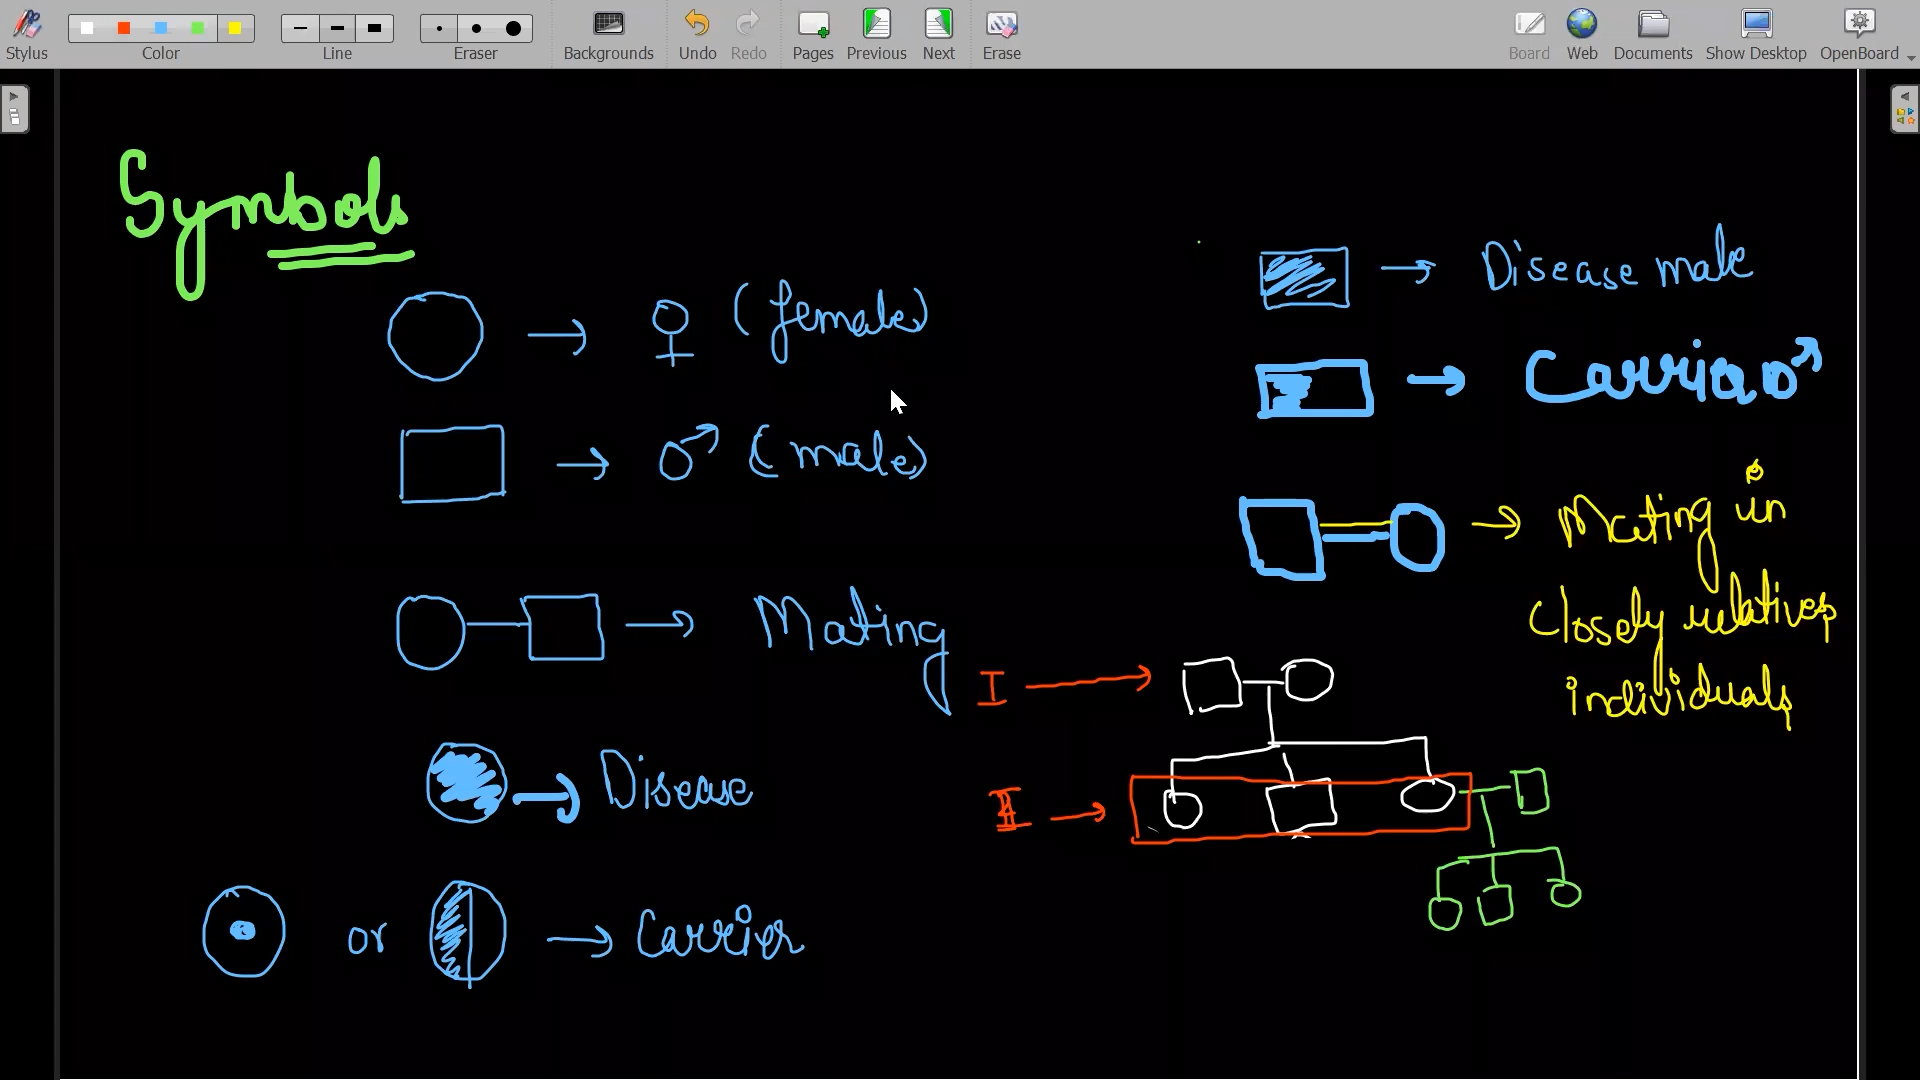 Stylus
Color
Line
Eraser
Backgrounds
Undo
Redo
Pages
Previous
Next
Erase
Board
Web
Documents
Show Desktop
OpenBoard
Symbols
→ ♀ (female)
→ ♂ (male)
→ Mating
→ Disease
or → Carrier
→ Disease male
→ Carrier ♂
→ Mating in
closely relatives
individuals
I →
II →